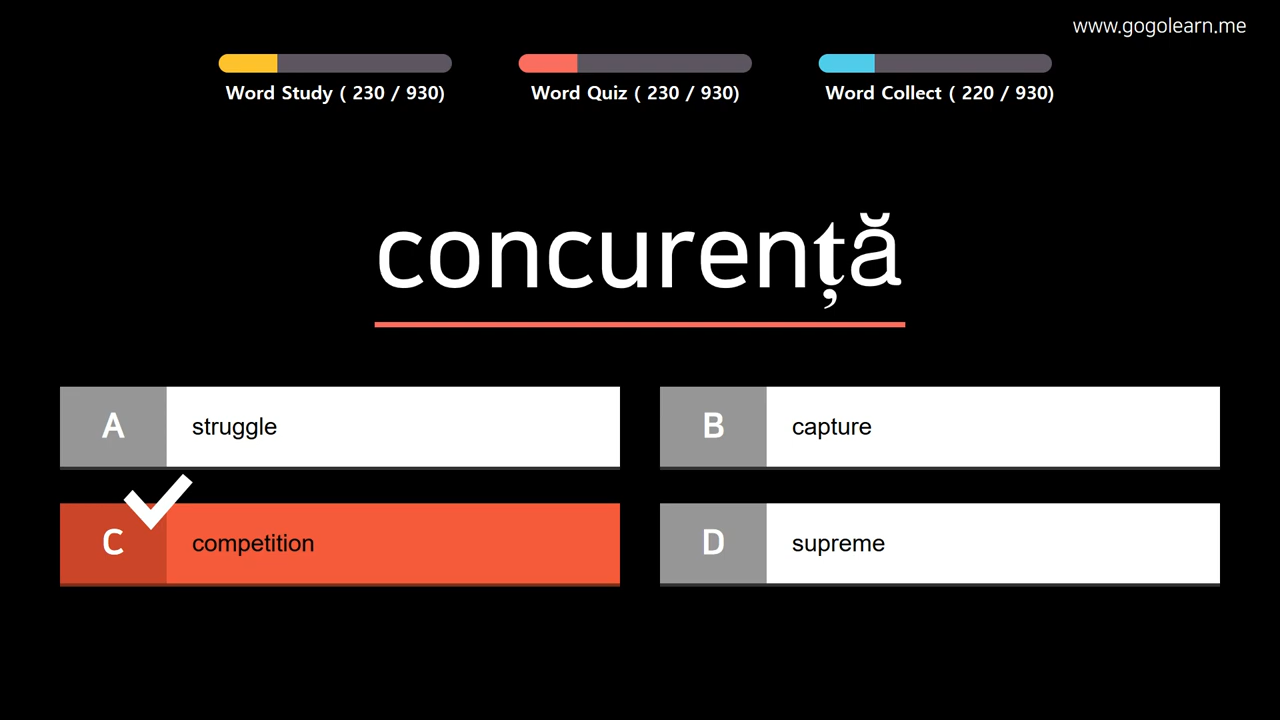 www.gogolearn.me
Word Study ( 230 / 930)
Word Quiz ( 230 / 930)
Word Collect ( 220 / 930)
concurență
A struggle
B capture
C competition
D supreme